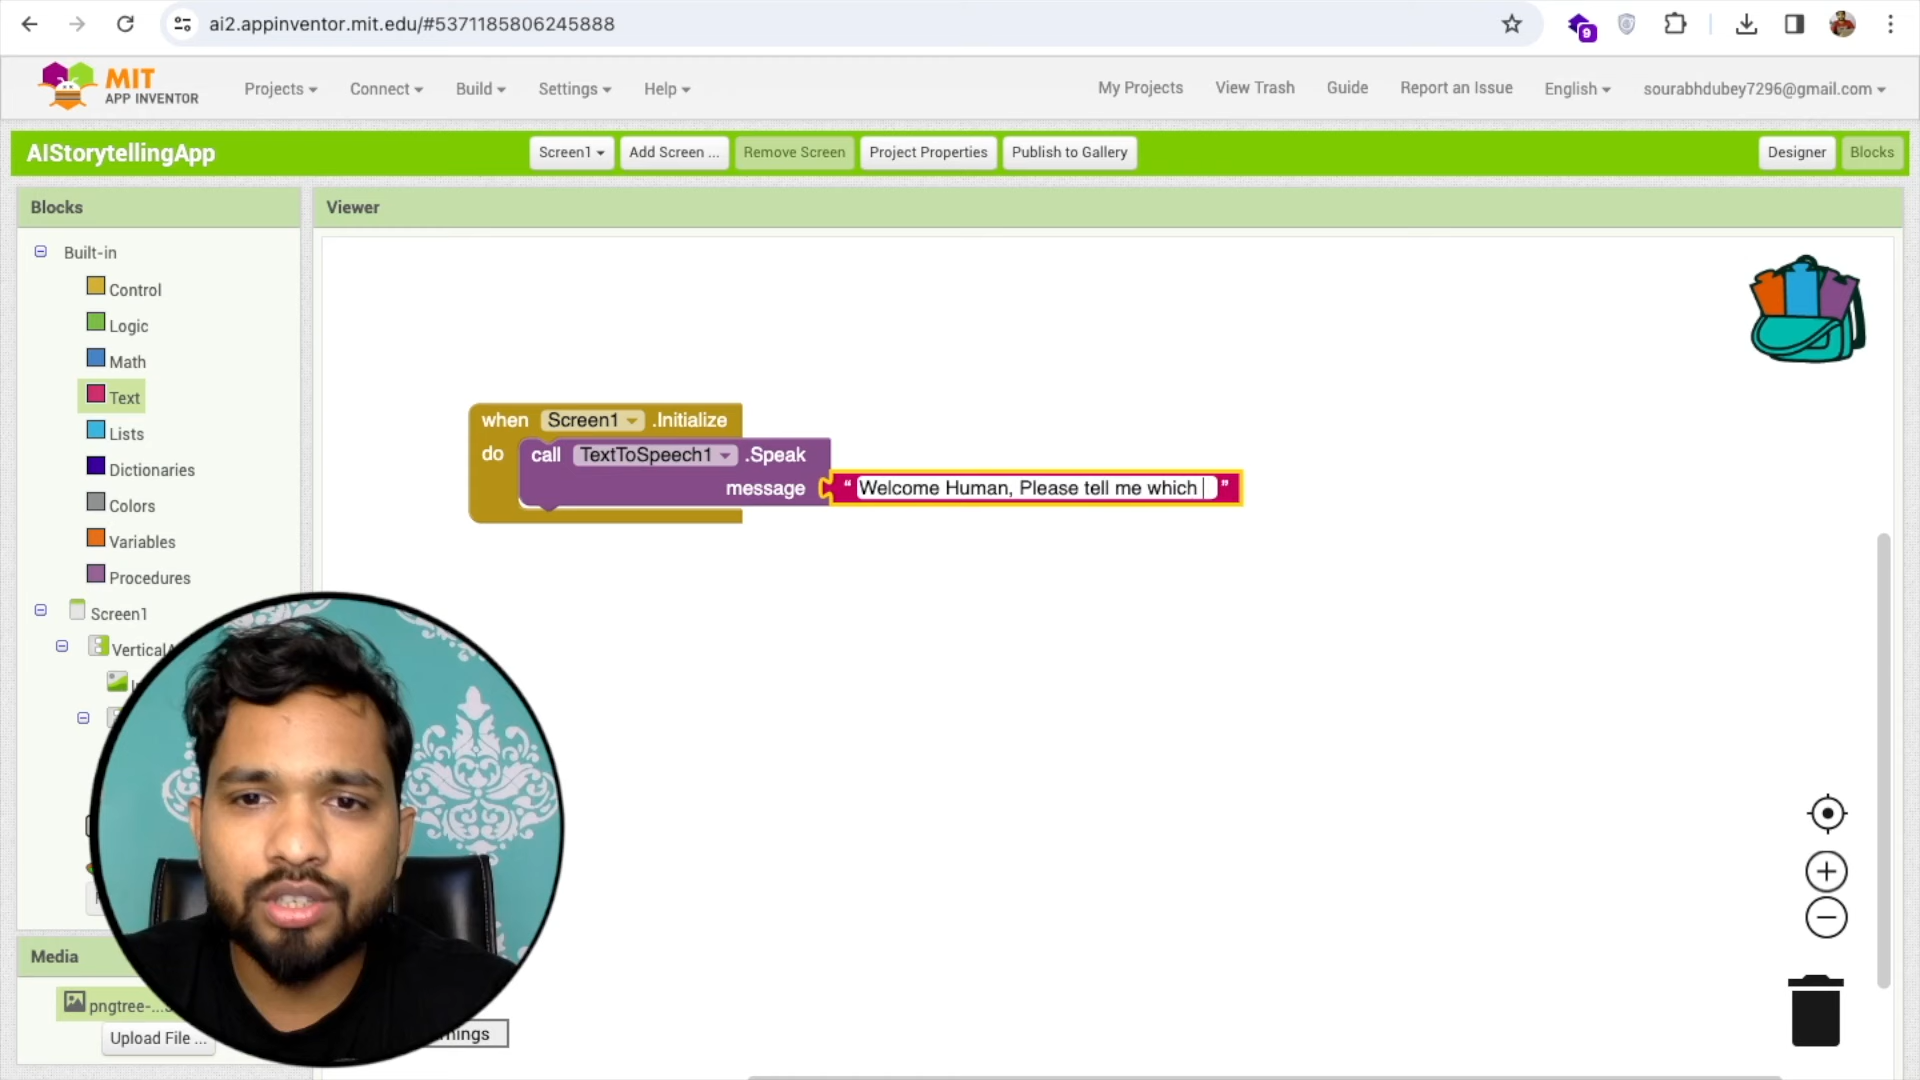 ai2.appinventor.mit.edu/#5371185806245888
9
MIT
APP INVENTOR
Projects
Connect
Build
Settings
Help
My Projects
View Trash
Guide
Report an Issue
English
sourabhdubey7296@gmail.com
AIStorytellingApp
Screen1
Add Screen ...
Remove Screen
Project Properties
Publish to Gallery
Designer
Blocks
Blocks
Viewer
Built-in
Control
Logic
Math
Text
Lists
Dictionaries
Colors
Variables
Procedures
Screen1
when Screen1 .Initialize
do call TextToSpeech1 .Speak
message " Welcome Human, Please tell me which "
Media
pngtree-...
Upload File ...